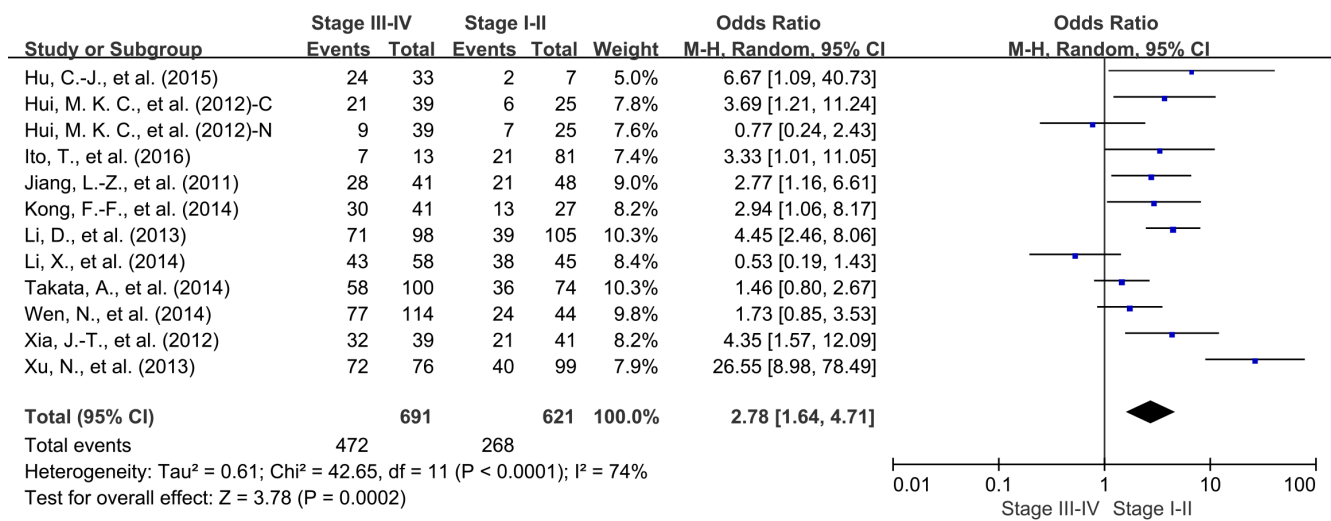 Stage III-IV Stage I-II Odds Ratio Odds Ratio
Study or Subgroup Events Total Events Total Weight M-H, Random, 95% CI M-H, Random, 95% CI
Hu, C.-J., et al. (2015) 24 33 2 7 5.0% 6.67 [1.09, 40.73]
Hui, M. K. C., et al. (2012)-C 21 39 6 25 7.8% 3.69 [1.21, 11.24]
Hui, M. K. C., et al. (2012)-N 9 39 7 25 7.6% 0.77 [0.24, 2.43]
Ito, T., et al. (2016) 7 13 21 81 7.4% 3.33 [1.01, 11.05]
Jiang, L.-Z., et al. (2011) 28 41 21 48 9.0% 2.77 [1.16, 6.61]
Kong, F.-F., et al. (2014) 30 41 13 27 8.2% 2.94 [1.06, 8.17]
Li, D., et al. (2013) 71 98 39 105 10.3% 4.45 [2.46, 8.06]
Li, X., et al. (2014) 43 58 38 45 8.4% 0.53 [0.19, 1.43]
Takata, A., et al. (2014) 58 100 36 74 10.3% 1.46 [0.80, 2.67]
Wen, N., et al. (2014) 77 114 24 44 9.8% 1.73 [0.85, 3.53]
Xia, J.-T., et al. (2012) 32 39 21 41 8.2% 4.35 [1.57, 12.09]
Xu, N., et al. (2013) 72 76 40 99 7.9% 26.55 [8.98, 78.49]
Total (95% CI) 691 621 100.0% 2.78 [1.64, 4.71]
Total events 472 268
Heterogeneity: Tau² = 0.61; Chi² = 42.65, df = 11 (P < 0.0001); I² = 74%
Test for overall effect: Z = 3.78 (P = 0.0002)
0.01 0.1 1 10 100
Stage III-IV Stage I-II